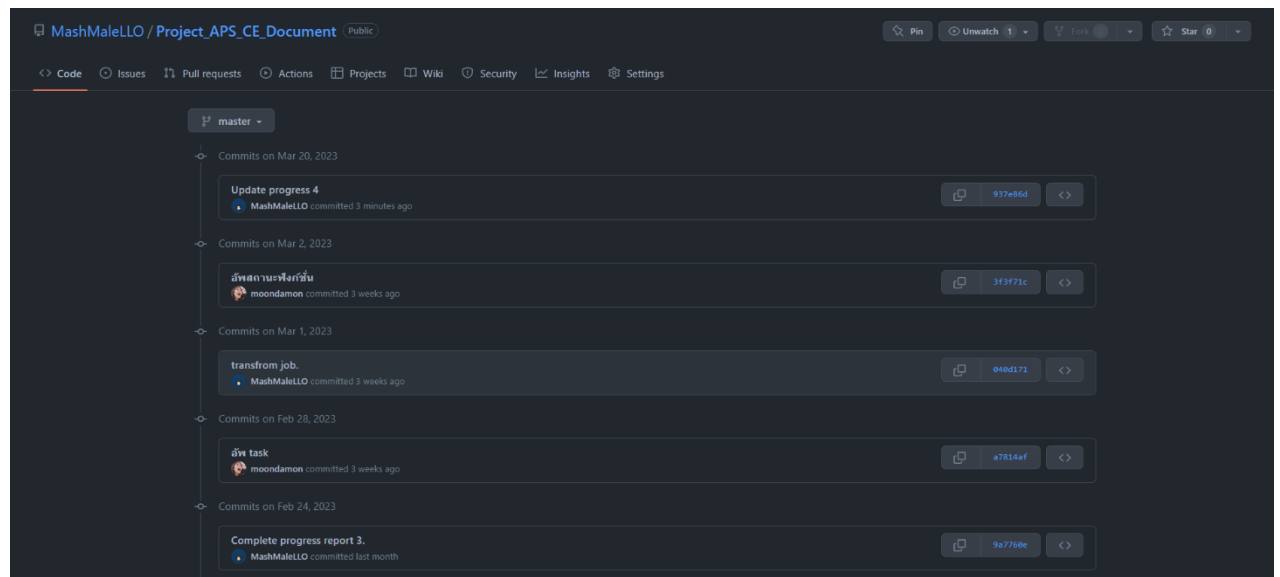 MashMaleLLO / Project_APS_CE_Document Public
Pin Unwatch 1 Fork 0 Star 0
Code Issues Pull requests Actions Projects Wiki Security Insights Settings
master
Commits on Mar 20, 2023
Update progress 4
MashMaleLLO committed 3 minutes ago
937e86d
Commits on Mar 2, 2023
อัพสถานะฟังก์ชั่น
moondamon committed 3 weeks ago
3f3f71c
Commits on Mar 1, 2023
transfrom job.
MashMaleLLO committed 3 weeks ago
040d171
Commits on Feb 28, 2023
อัพ task
moondamon committed 3 weeks ago
a7814af
Commits on Feb 24, 2023
Complete progress report 3.
MashMaleLLO committed last month
9a7760e